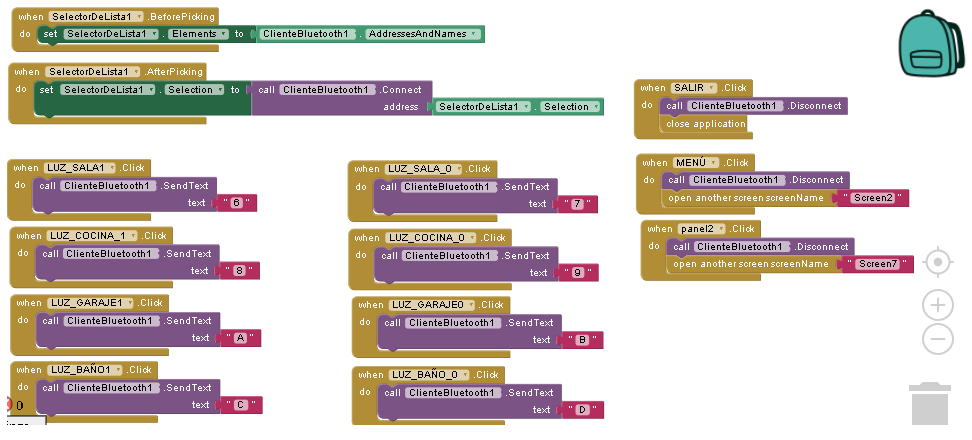 when SelectorDeLista1 .BeforePicking
do set SelectorDeLista1 . Elements to ClienteBluetooth1 . AddressesAndNames
when SelectorDeLista1 .AfterPicking
do set SelectorDeLista1 . Selection to call ClienteBluetooth1 .Connect
address SelectorDeLista1 . Selection
when SALIR .Click
do call ClienteBluetooth1 .Disconnect
close application
when LUZ_SALA1 .Click
do call ClienteBluetooth1 .SendText
text " 6 "
when LUZ_SALA_0 .Click
do call ClienteBluetooth1 .SendText
text " 7 "
when MENÚ .Click
do call ClienteBluetooth1 .Disconnect
open another screen screenName " Screen2 "
when LUZ_COCINA_1 .Click
do call ClienteBluetooth1 .SendText
text " 8 "
when LUZ_COCINA_0 .Click
do call ClienteBluetooth1 .SendText
text " 9 "
when panel2 .Click
do call ClienteBluetooth1 .Disconnect
open another screen screenName " Screen7 "
when LUZ_GARAJE1 .Click
do call ClienteBluetooth1 .SendText
text " A "
when LUZ_GARAJE0 .Click
do call ClienteBluetooth1 .SendText
text " B "
when LUZ_BAÑO1 .Click
do call ClienteBluetooth1 .SendText
text " C "
when LUZ_BAÑO_0 .Click
do call ClienteBluetooth1 .SendText
text " D "
0